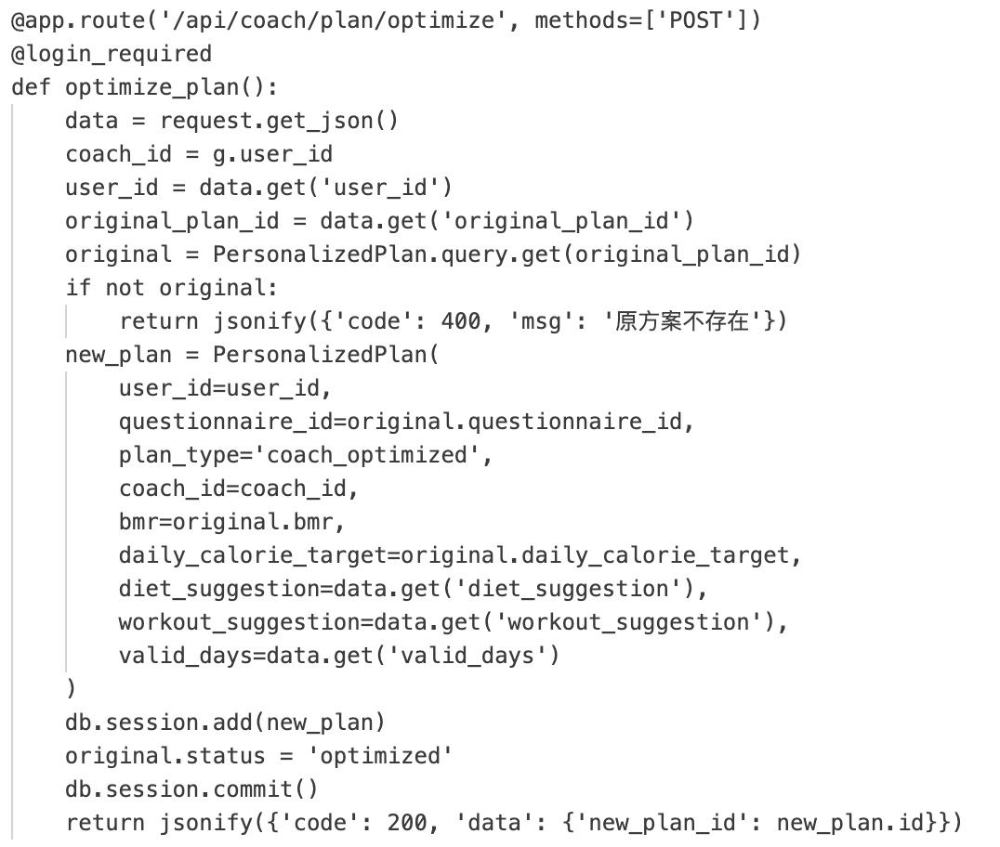 @app.route('/api/coach/plan/optimize', methods=['POST'])
@login_required
def optimize_plan():
    data = request.get_json()
    coach_id = g.user_id
    user_id = data.get('user_id')
    original_plan_id = data.get('original_plan_id')
    original = PersonalizedPlan.query.get(original_plan_id)
    if not original:
        return jsonify({'code': 400, 'msg': '原方案不存在'})
    new_plan = PersonalizedPlan(
        user_id=user_id,
        questionnaire_id=original.questionnaire_id,
        plan_type='coach_optimized',
        coach_id=coach_id,
        bmr=original.bmr,
        daily_calorie_target=original.daily_calorie_target,
        diet_suggestion=data.get('diet_suggestion'),
        workout_suggestion=data.get('workout_suggestion'),
        valid_days=data.get('valid_days')
    )
    db.session.add(new_plan)
    original.status = 'optimized'
    db.session.commit()
    return jsonify({'code': 200, 'data': {'new_plan_id': new_plan.id}})